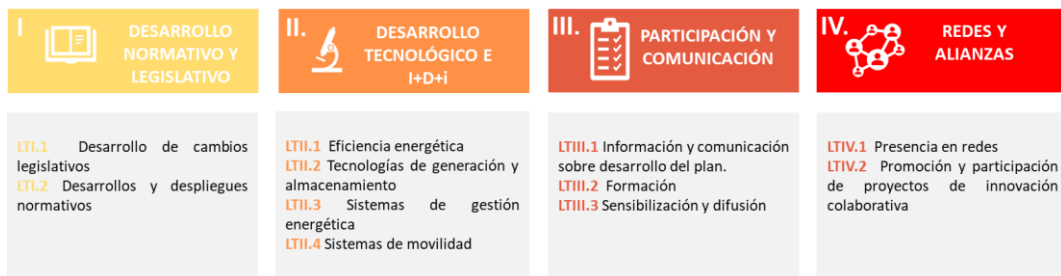 I
DESARROLLO
NORMATIVO Y
LEGISLATIVO
LTI.1 Desarrollo de cambios
legislativos
LTI.2 Desarrollos y despliegues
normativos
II.
DESARROLLO
TECNOLÓGICO E
I+D+i
LTII.1 Eficiencia energética
LTII.2 Tecnologías de generación y
almacenamiento
LTII.3 Sistemas de gestión
energética
LTII.4 Sistemas de movilidad
III.
PARTICIPACIÓN Y
COMUNICACIÓN
LTIII.1 Información y comunicación
sobre desarrollo del plan.
LTIII.2 Formación
LTIII.3 Sensibilización y difusión
IV.
REDES Y
ALIANZAS
LTIV.1 Presencia en redes
LTIV.2 Promoción y participación
de proyectos de innovación
colaborativa